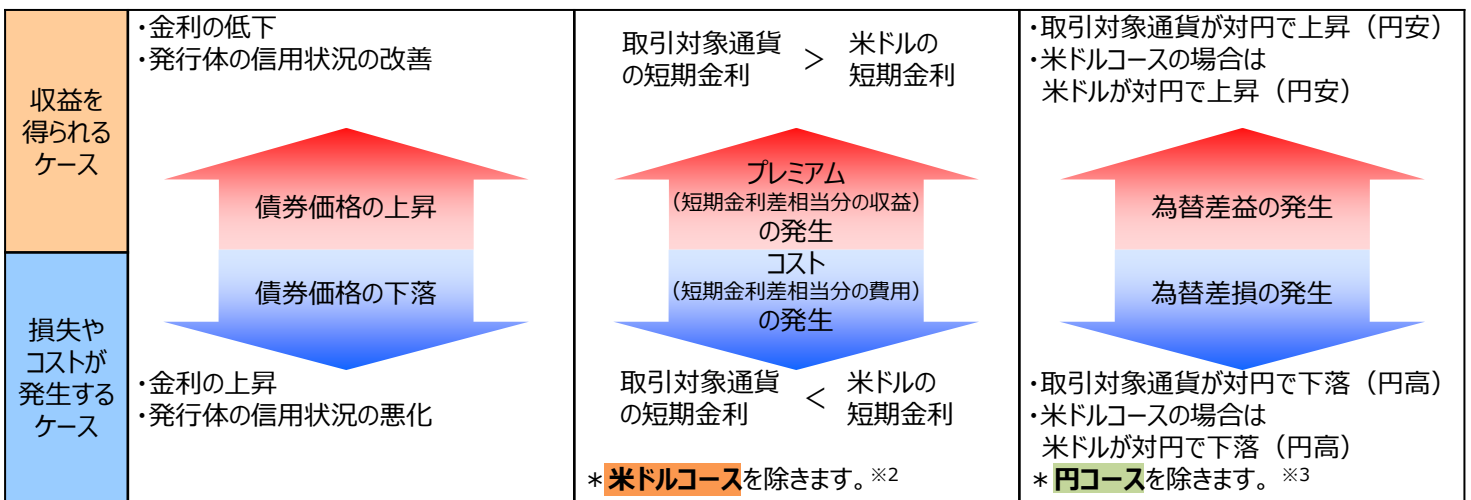 収益を
得られる
ケース
・金利の低下
・発行体の信用状況の改善
債券価格の上昇
取引対象通貨
の短期金利
＞
米ドルの
短期金利
プレミアム
（短期金利差相当分の収益）
の発生
・取引対象通貨が対円で上昇（円安）
・米ドルコースの場合は
米ドルが対円で上昇（円安）
為替差益の発生
損失や
コストが
発生する
ケース
債券価格の下落
・金利の上昇
・発行体の信用状況の悪化
コスト
（短期金利差相当分の費用）
の発生
取引対象通貨
の短期金利
＜
米ドルの
短期金利
＊米ドルコースを除きます。※2
為替差損の発生
・取引対象通貨が対円で下落（円高）
・米ドルコースの場合は
米ドルが対円で下落（円高）
＊円コースを除きます。※3